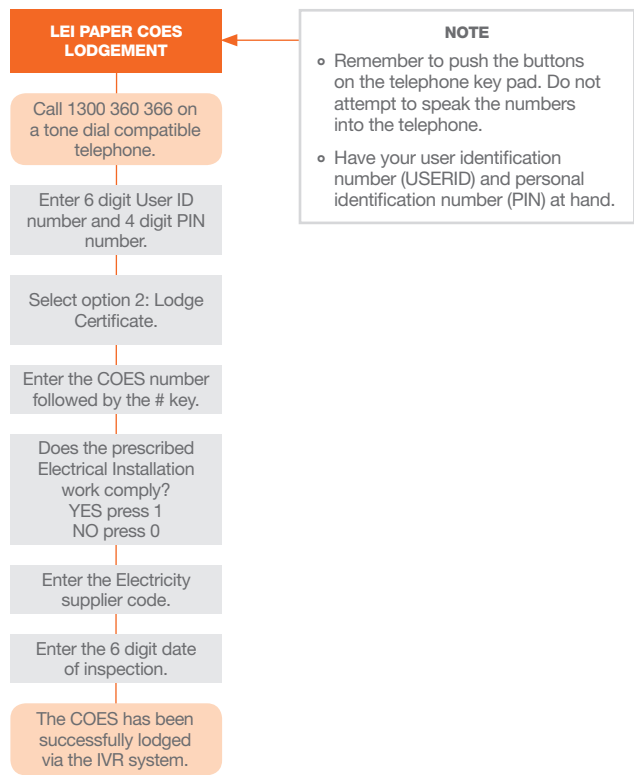 LEI PAPER COES
LODGEMENT
Call 1300 360 366 on
a tone dial compatible
telephone.
Enter 6 digit User ID
number and 4 digit PIN
number.
Select option 2: Lodge
Certificate.
Enter the COES number
followed by the # key.
Does the prescribed
Electrical Installation
work comply?
YES press 1
NO press 0
Enter the Electricity
supplier code.
Enter the 6 digit date
of inspection.
The COES has been
successfully lodged
via the IVR system.
NOTE
Remember to push the buttons
on the telephone key pad. Do not
attempt to speak the numbers
into the telephone.
Have your user identification
number (USERID) and personal
identification number (PIN) at hand.